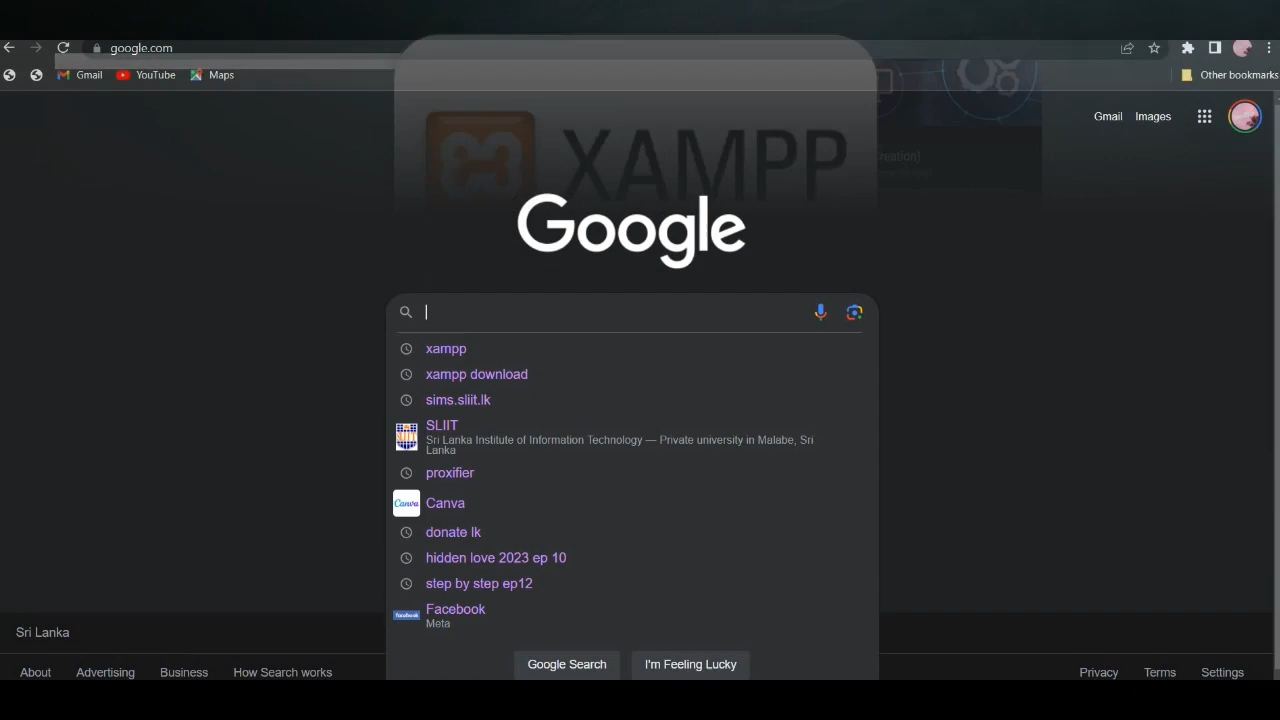 google.com
Gmail
YouTube
Maps
Other bookmarks
Gmail
Images
XAMPP
Google
xampp
xampp download
sims.sliit.lk
SLIIT
Sri Lanka Institute of Information Technology — Private university in Malabe, Sri
Lanka
proxifier
Canva
Canva
donate lk
hidden love 2023 ep 10
step by step ep12
facebook
Facebook
Meta
Google Search
I'm Feeling Lucky
Sri Lanka
About
Advertising
Business
How Search works
Privacy
Terms
Settings